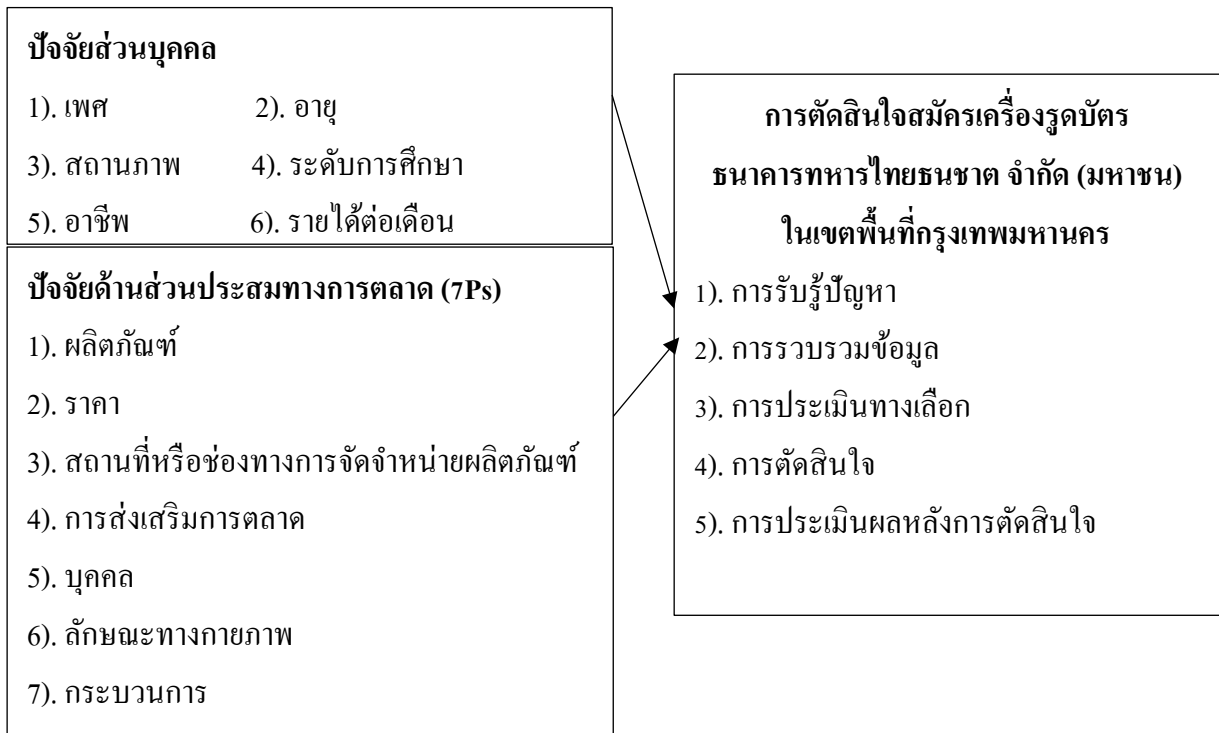 ปัจจัยส่วนบุคคล
1). เพศ 2). อายุ
3). สถานภาพ 4). ระดับการศึกษา
5). อาชีพ 6). รายได้ต่อเดือน
ปัจจัยด้านส่วนประสมทางการตลาด (7Ps)
1). ผลิตภัณฑ์
2). ราคา
3). สถานที่หรือช่องทางการจัดจำหน่ายผลิตภัณฑ์
4). การส่งเสริมการตลาด
5). บุคคล
6). ลักษณะทางกายภาพ
7). กระบวนการ
การตัดสินใจสมัครเครื่องรูดบัตร
ธนาคารทหารไทยธนชาต จำกัด (มหาชน)
ในเขตพื้นที่กรุงเทพมหานคร
1). การรับรู้ปัญหา
2). การรวบรวมข้อมูล
3). การประเมินทางเลือก
4). การตัดสินใจ
5). การประเมินผลหลังการตัดสินใจ